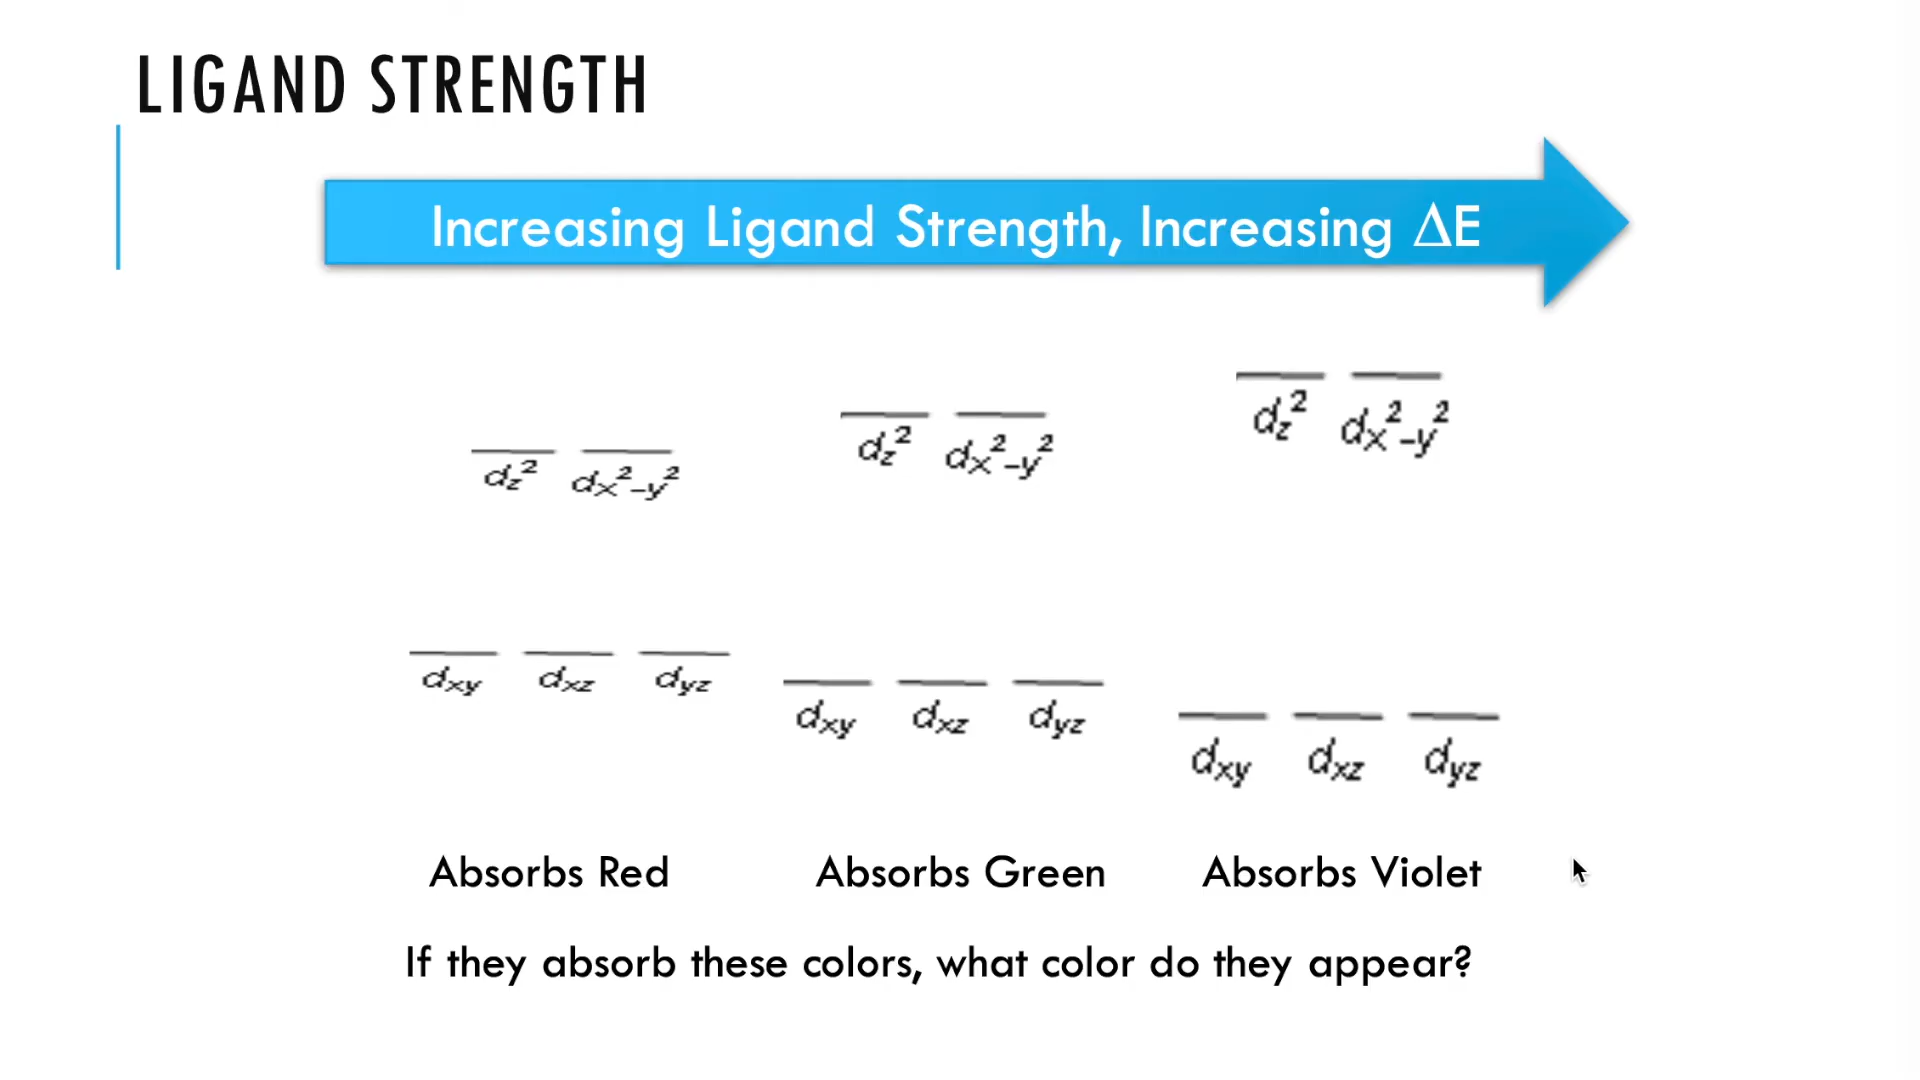 LIGAND STRENGTH
Increasing Ligand Strength, Increasing ΔE
dz² dx²-y²
dz² dx²-y²
dz² dx²-y²
dxy dxz dyz
dxy dxz dyz
dxy dxz dyz
Absorbs Red
Absorbs Green
Absorbs Violet
If they absorb these colors, what color do they appear?